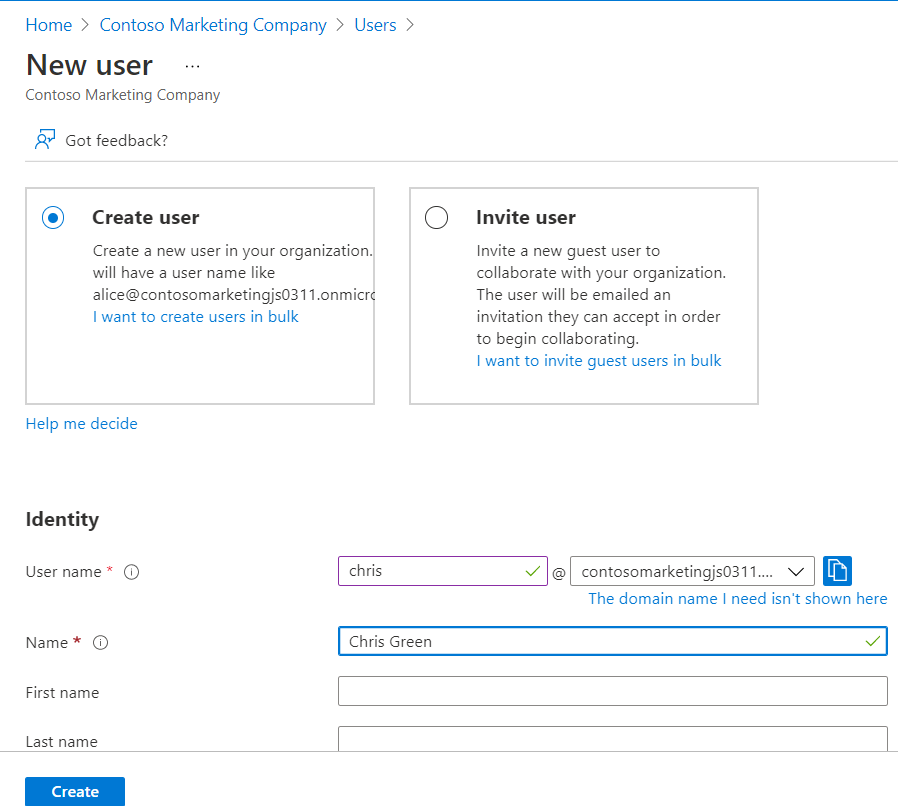 Home > Contoso Marketing Company > Users >
New user ...
Contoso Marketing Company
Got feedback?
Create user
Create a new user in your organization.
will have a user name like
alice@contosomarketingjs0311.onmicro
I want to create users in bulk
Invite user
Invite a new guest user to
collaborate with your organization.
The user will be emailed an
invitation they can accept in order
to begin collaborating.
I want to invite guest users in bulk
Help me decide
Identity
User name * chris @ contosomarketingjs0311....
The domain name I need isn't shown here
Name * Chris Green
First name
Last name
Create